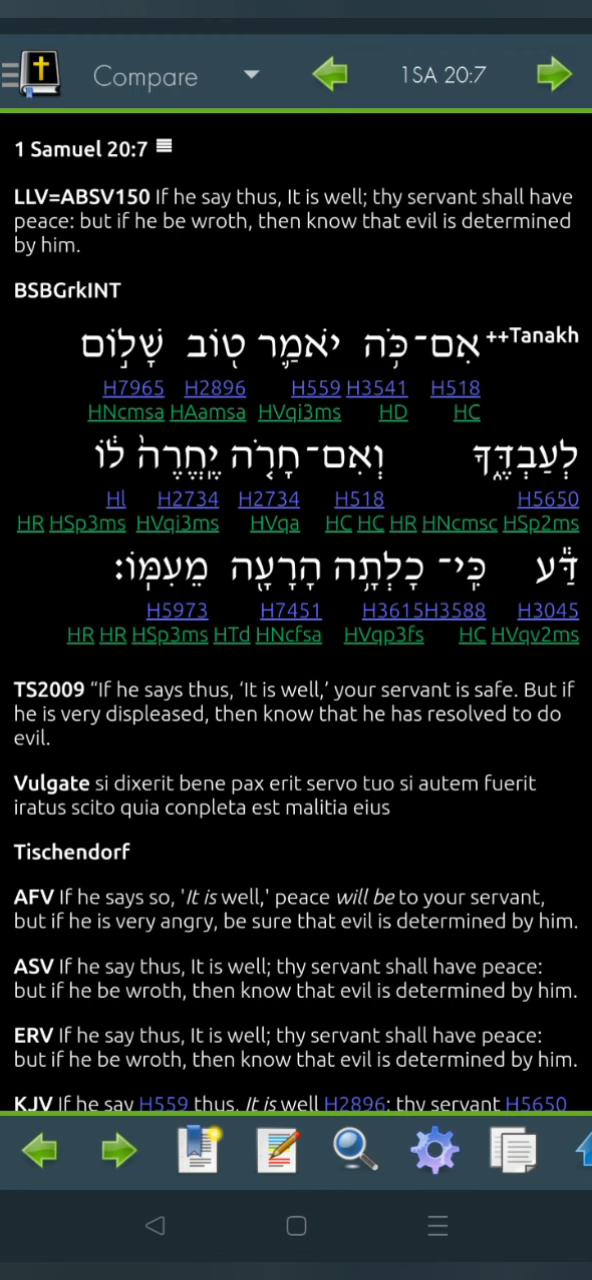 Compare
1SA 20:7
1 Samuel 20:7
LLV=ABSV150 If he say thus, It is well; thy servant shall have
peace: but if he be wroth, then know that evil is determined
by him.
BSBGrkINT
++Tanakh אִם־כֹּ֥ה יֹאמַ֛ר ט֖וֹב שָׁל֣וֹם
H7965 H2896 H559 H3541 H518
HNcmsa HAamsa HVqi3ms HD HC
לְעַבְדֶּ֑ךָ וְאִם־חָרֹ֤ה יֶֽחֱרֶה֙ ל֔וֹ
Hl H2734 H2734 H518 H5650
HR HSp3ms HVqi3ms HVqa HC HC HR HNcmsc HSp2ms
דַּ֕ע כִּֽי־ כָלְתָ֥ה הָרָעָ֖ה מֵעִמּֽוֹ׃
H5973 H7451 H3615H3588 H3045
HR HR HSp3ms HTd HNcfsa HVqp3fs HC HVqv2ms
TS2009 “If he says thus, ‘It is well,’ your servant is safe. But if
he is very displeased, then know that he has resolved to do
evil.
Vulgate si dixerit bene pax erit servo tuo si autem fuerit
iratus scito quia conpleta est malitia eius
Tischendorf
AFV If he says so, 'It is well,' peace will be to your servant,
but if he is very angry, be sure that evil is determined by him.
ASV If he say thus, It is well; thy servant shall have peace:
but if he be wroth, then know that evil is determined by him.
ERV If he say thus, It is well; thy servant shall have peace:
but if he be wroth, then know that evil is determined by him.
KJV If he say H559 thus, It is well H2896; thy servant H5650